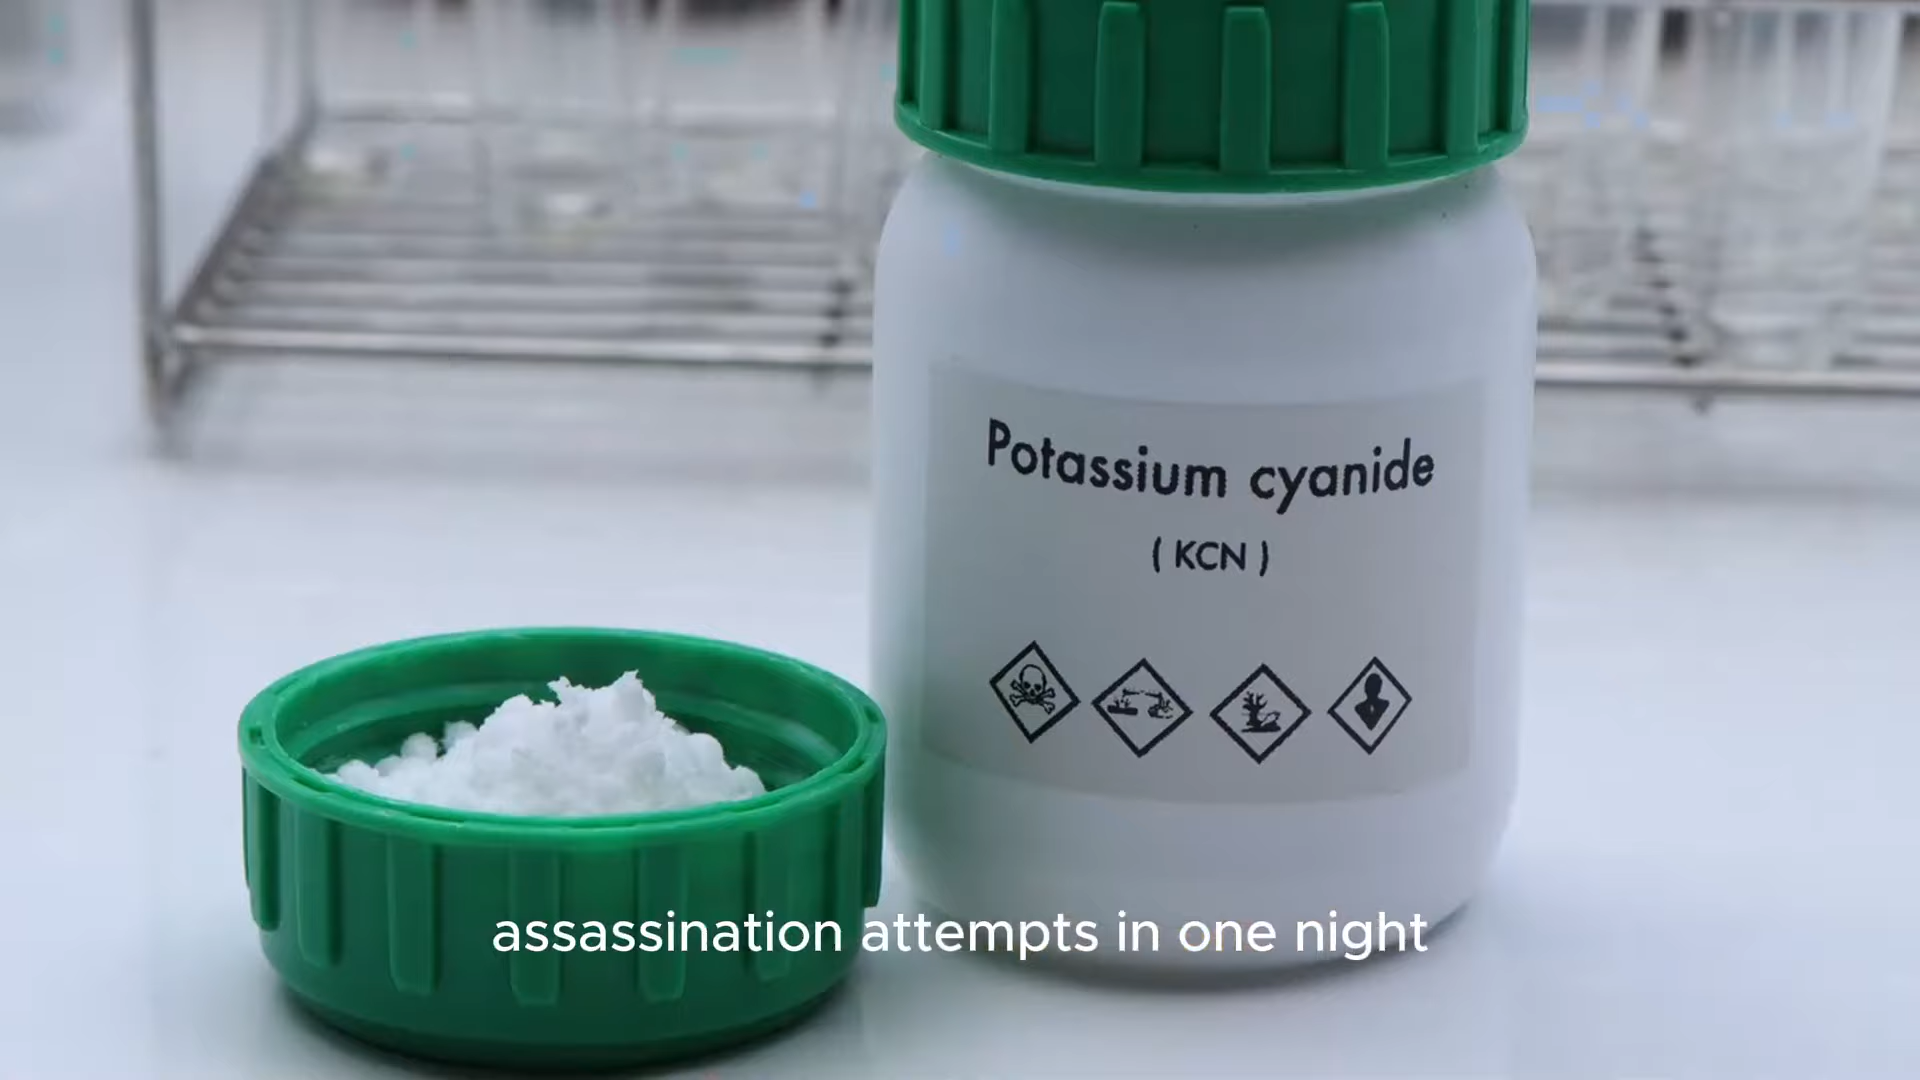 Potassium cyanide
( KCN )
assassination attempts in one night